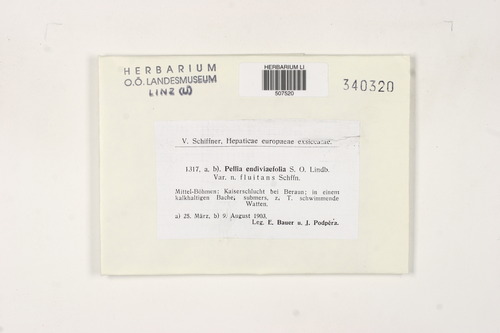 HERBARIUM
O.Ö. LANDESMUSEUM
LINZ (LI)
HERBARIUM LI
507520
340320
V. Schiffner, Hepaticae europaeae exsiccatae.
1317, a, b). Pellia endiviaefolia S. O. Lindb.
Var. n. fluitans Schffn.
Mittel-Böhmen: Kaiserschlucht bei Beraun; in einem
kalkhaltigen Bache, submers, z. T. schwimmende
Watten.
a) 25. März, b) 9. August 1903,
Leg. E. Bauer u. J. Podpěra.